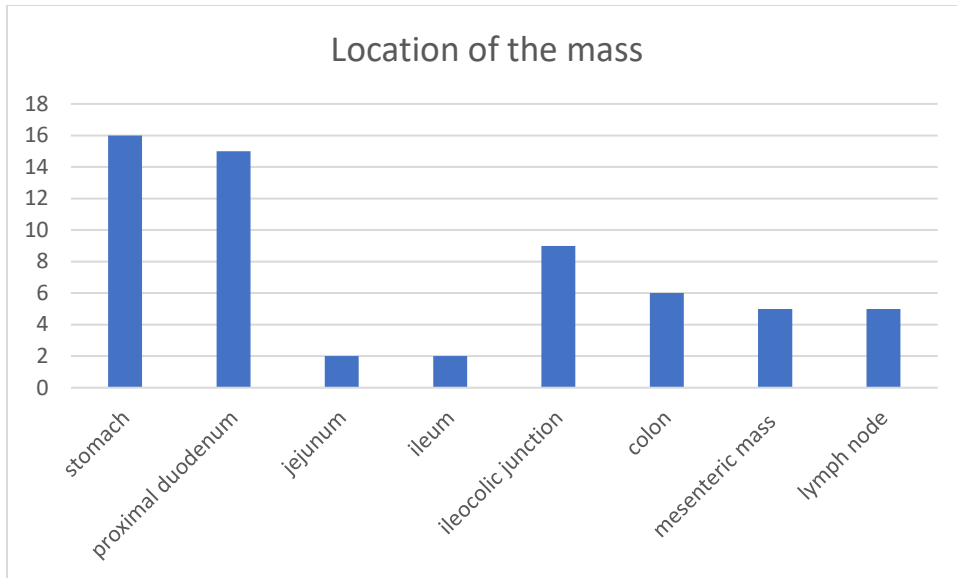 Location of the mass
18
16
14
12
10
8
6
4
2
0
stomach
proximal duodenum
jejunum
ileum
ileocolic junction
colon
mesenteric mass
lymph node